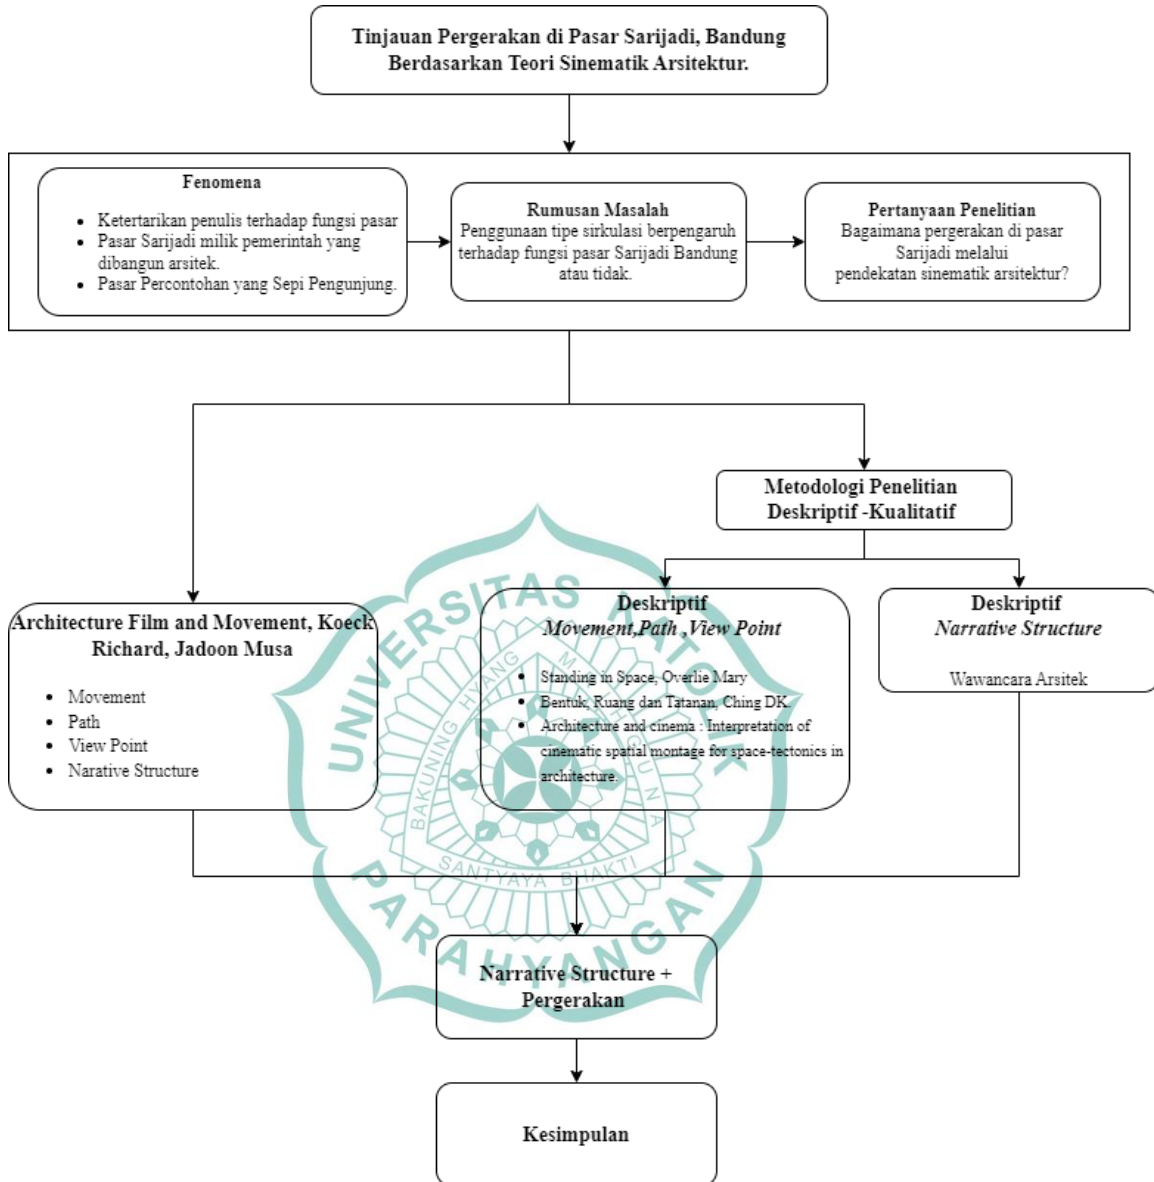 Tinjauan Pergerakan di Pasar Sarijadi, Bandung
Berdasarkan Teori Sinematik Arsitektur.
Fenomena
• Ketertarikan penulis terhadap fungsi pasar
• Pasar Sarijadi milik pemerintah yang
dibangun arsitek.
• Pasar Percontohan yang Sepi Pengunjung.
Rumusan Masalah
Penggunaan tipe sirkulasi berpengaruh
terhadap fungsi pasar Sarijadi Bandung
atau tidak.
Pertanyaan Penelitian
Bagaimana pergerakan di pasar
Sarijadi melalui
pendekatan sinematik arsitektur?
Metodologi Penelitian
Deskriptif -Kualitatif
Architecture Film and Movement, Koeck
Richard, Jadoon Musa
• Movement
• Path
• View Point
• Narative Structure
Deskriptif
Movement,Path ,View Point
• Standing in Space, Overlie Mary
• Bentuk, Ruang dan Tatanan, Ching DK.
• Architecture and cinema : Interpretation of
cinematic spatial montage for space-tectonics in
architecture.
Deskriptif
Narrative Structure
Wawancara Arsitek
UNIVERSITAS KATOLIK
PARAHYANGAN
BAKUNING HYANG
SANTYAYA BHAKTI
Narrative Structure +
Pergerakan
Kesimpulan